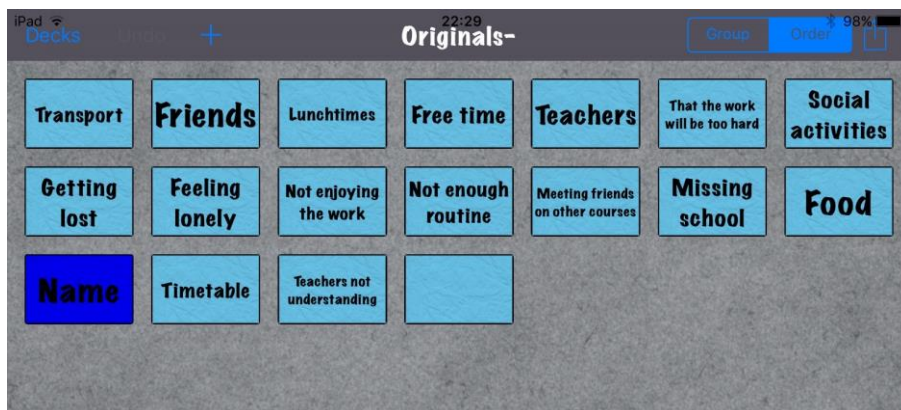 iPad 22:29 98%
Decks Undo + Originals- Group Order
Transport Friends Lunchtimes Free time Teachers That the work will be too hard Social activities
Getting lost Feeling lonely Not enjoying the work Not enough routine Meeting friends on other courses Missing school Food
Name Timetable Teachers not understanding